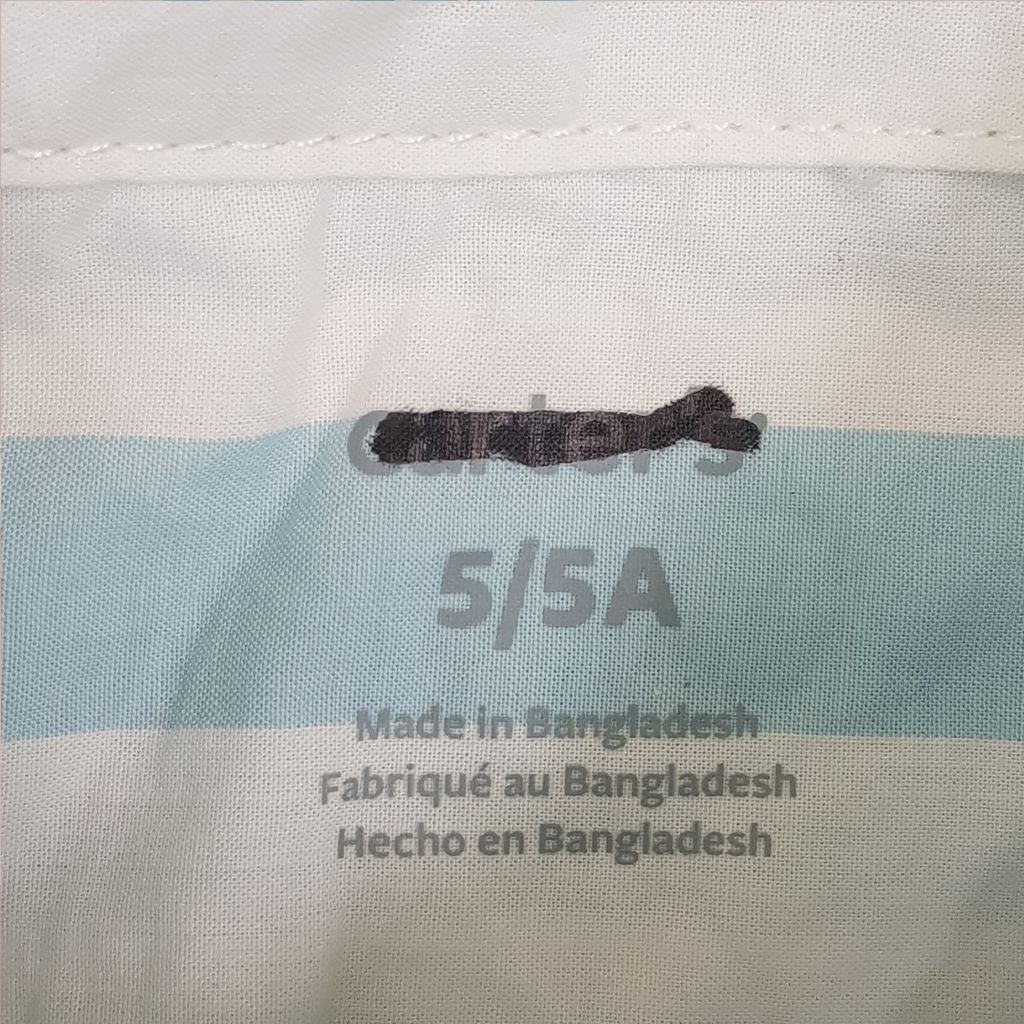 5/5A
Made in Bangladesh
Fabriqué au Bangladesh
Hecho en Bangladesh